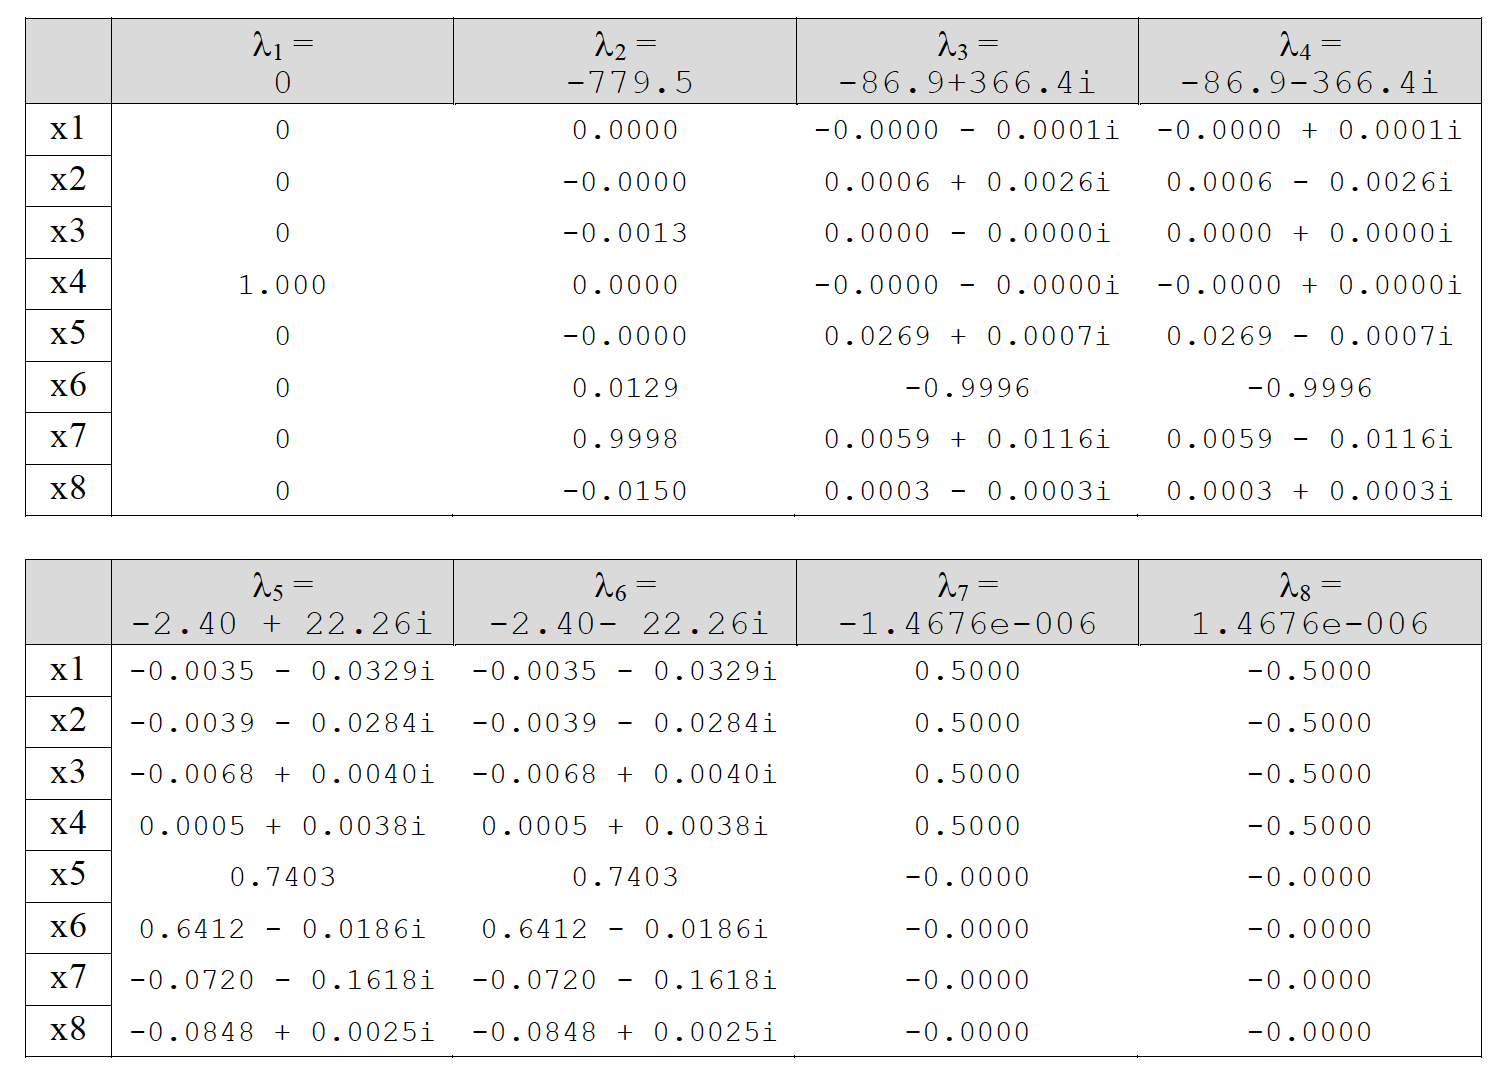 λ1 = λ2 = λ3 = λ4 =
0 -779.5 -86.9+366.4i -86.9-366.4i
x1 0 0.0000 -0.0000 - 0.0001i -0.0000 + 0.0001i
x2 0 -0.0000 0.0006 + 0.0026i 0.0006 - 0.0026i
x3 0 -0.0013 0.0000 - 0.0000i 0.0000 + 0.0000i
x4 1.000 0.0000 -0.0000 - 0.0000i -0.0000 + 0.0000i
x5 0 -0.0000 0.0269 + 0.0007i 0.0269 - 0.0007i
x6 0 0.0129 -0.9996 -0.9996
x7 0 0.9998 0.0059 + 0.0116i 0.0059 - 0.0116i
x8 0 -0.0150 0.0003 - 0.0003i 0.0003 + 0.0003i
λ5 = λ6 = λ7 = λ8 =
-2.40 + 22.26i -2.40- 22.26i -1.4676e-006 1.4676e-006
x1 -0.0035 - 0.0329i -0.0035 - 0.0329i 0.5000 -0.5000
x2 -0.0039 - 0.0284i -0.0039 - 0.0284i 0.5000 -0.5000
x3 -0.0068 + 0.0040i -0.0068 + 0.0040i 0.5000 -0.5000
x4 0.0005 + 0.0038i 0.0005 + 0.0038i 0.5000 -0.5000
x5 0.7403 0.7403 -0.0000 -0.0000
x6 0.6412 - 0.0186i 0.6412 - 0.0186i -0.0000 -0.0000
x7 -0.0720 - 0.1618i -0.0720 - 0.1618i -0.0000 -0.0000
x8 -0.0848 + 0.0025i -0.0848 + 0.0025i -0.0000 -0.0000